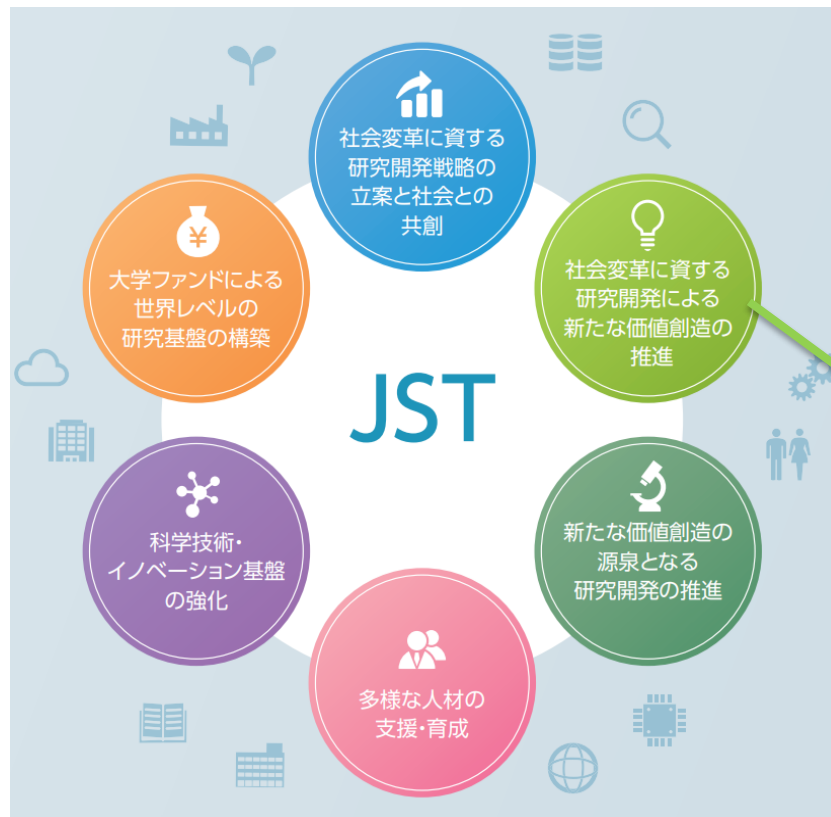 社会変革に資する
研究開発戦略の
立案と社会との
共創
社会変革に資する
研究開発による
新たな価値創造の
推進
新たな価値創造の
源泉となる
研究開発の推進
多様な人材の
支援・育成
科学技術・
イノベーション基盤
の強化
¥
大学ファンドによる
世界レベルの
研究基盤の構築
JST